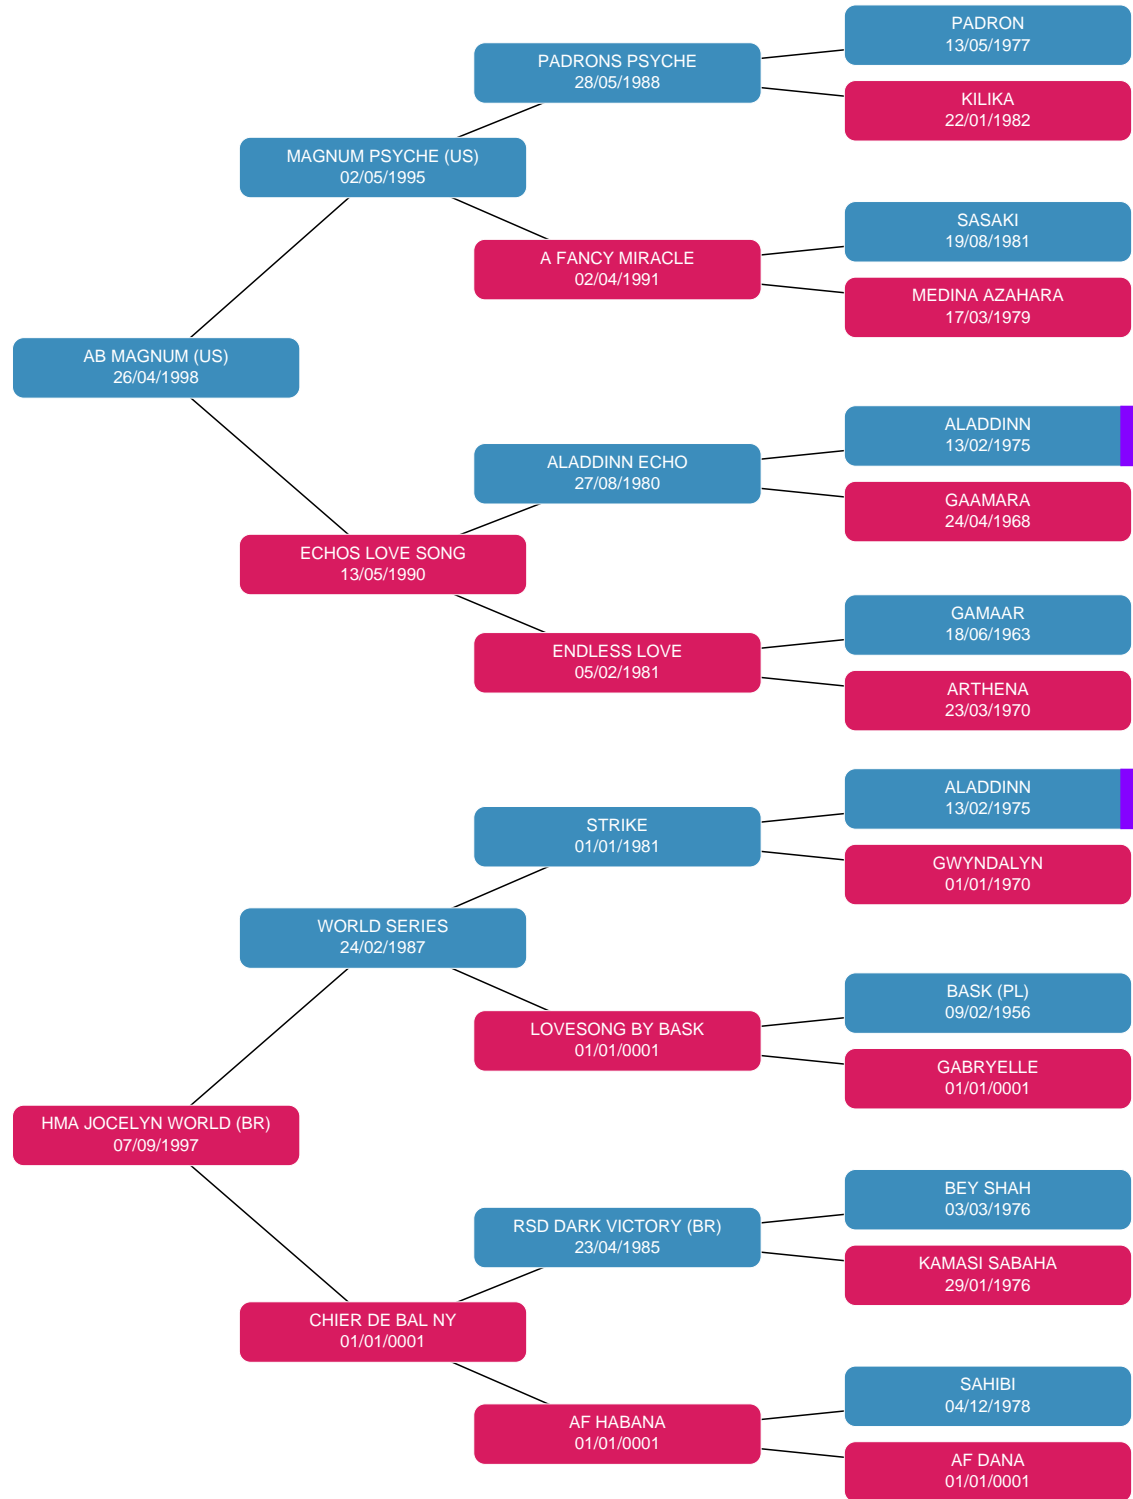 PADRON
13/05/1977
PADRONS PSYCHE
28/05/1988
KILIKA
22/01/1982
MAGNUM PSYCHE (US)
02/05/1995
SASAKI
19/08/1981
A FANCY MIRACLE
02/04/1991
MEDINA AZAHARA
17/03/1979
AB MAGNUM (US)
26/04/1998
ALADDINN
13/02/1975
ALADDINN ECHO
27/08/1980
GAAMARA
24/04/1968
ECHOS LOVE SONG
13/05/1990
GAMAAR
18/06/1963
ENDLESS LOVE
05/02/1981
ARTHENA
23/03/1970
ALADDINN
13/02/1975
STRIKE
01/01/1981
GWYNDALYN
01/01/1970
WORLD SERIES
24/02/1987
BASK (PL)
09/02/1956
LOVESONG BY BASK
01/01/0001
GABRYELLE
01/01/0001
HMA JOCELYN WORLD (BR)
07/09/1997
BEY SHAH
03/03/1976
RSD DARK VICTORY (BR)
23/04/1985
KAMASI SABAHA
29/01/1976
CHIER DE BAL NY
01/01/0001
SAHIBI
04/12/1978
AF HABANA
01/01/0001
AF DANA
01/01/0001